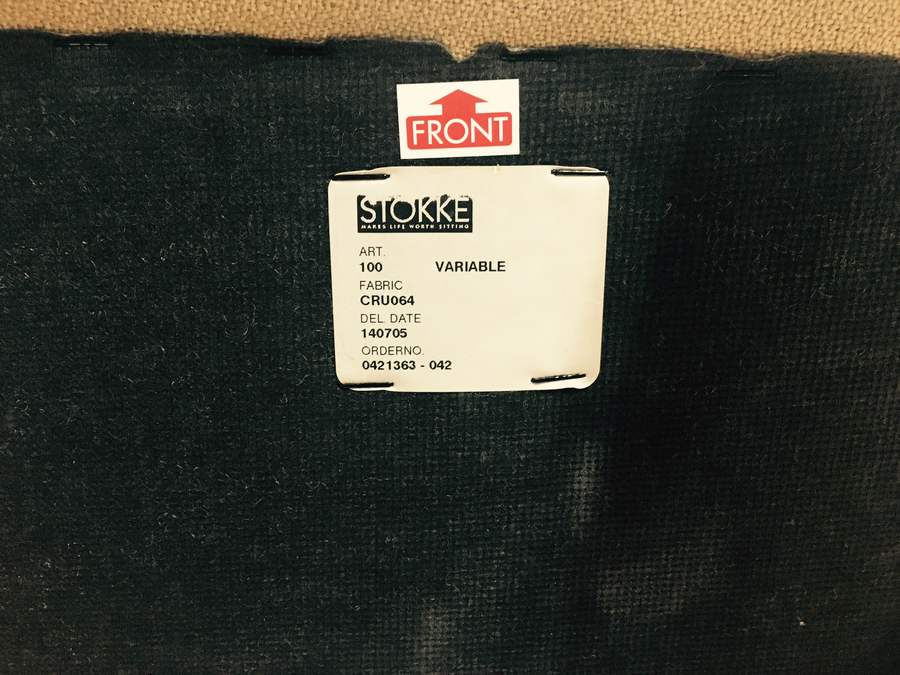 FRONT
STOKKE
MAKES LIFE WORTH SITTING
ART.
100 VARIABLE
FABRIC
CRU064
DEL. DATE
140705
ORDERNO.
0421363 - 042